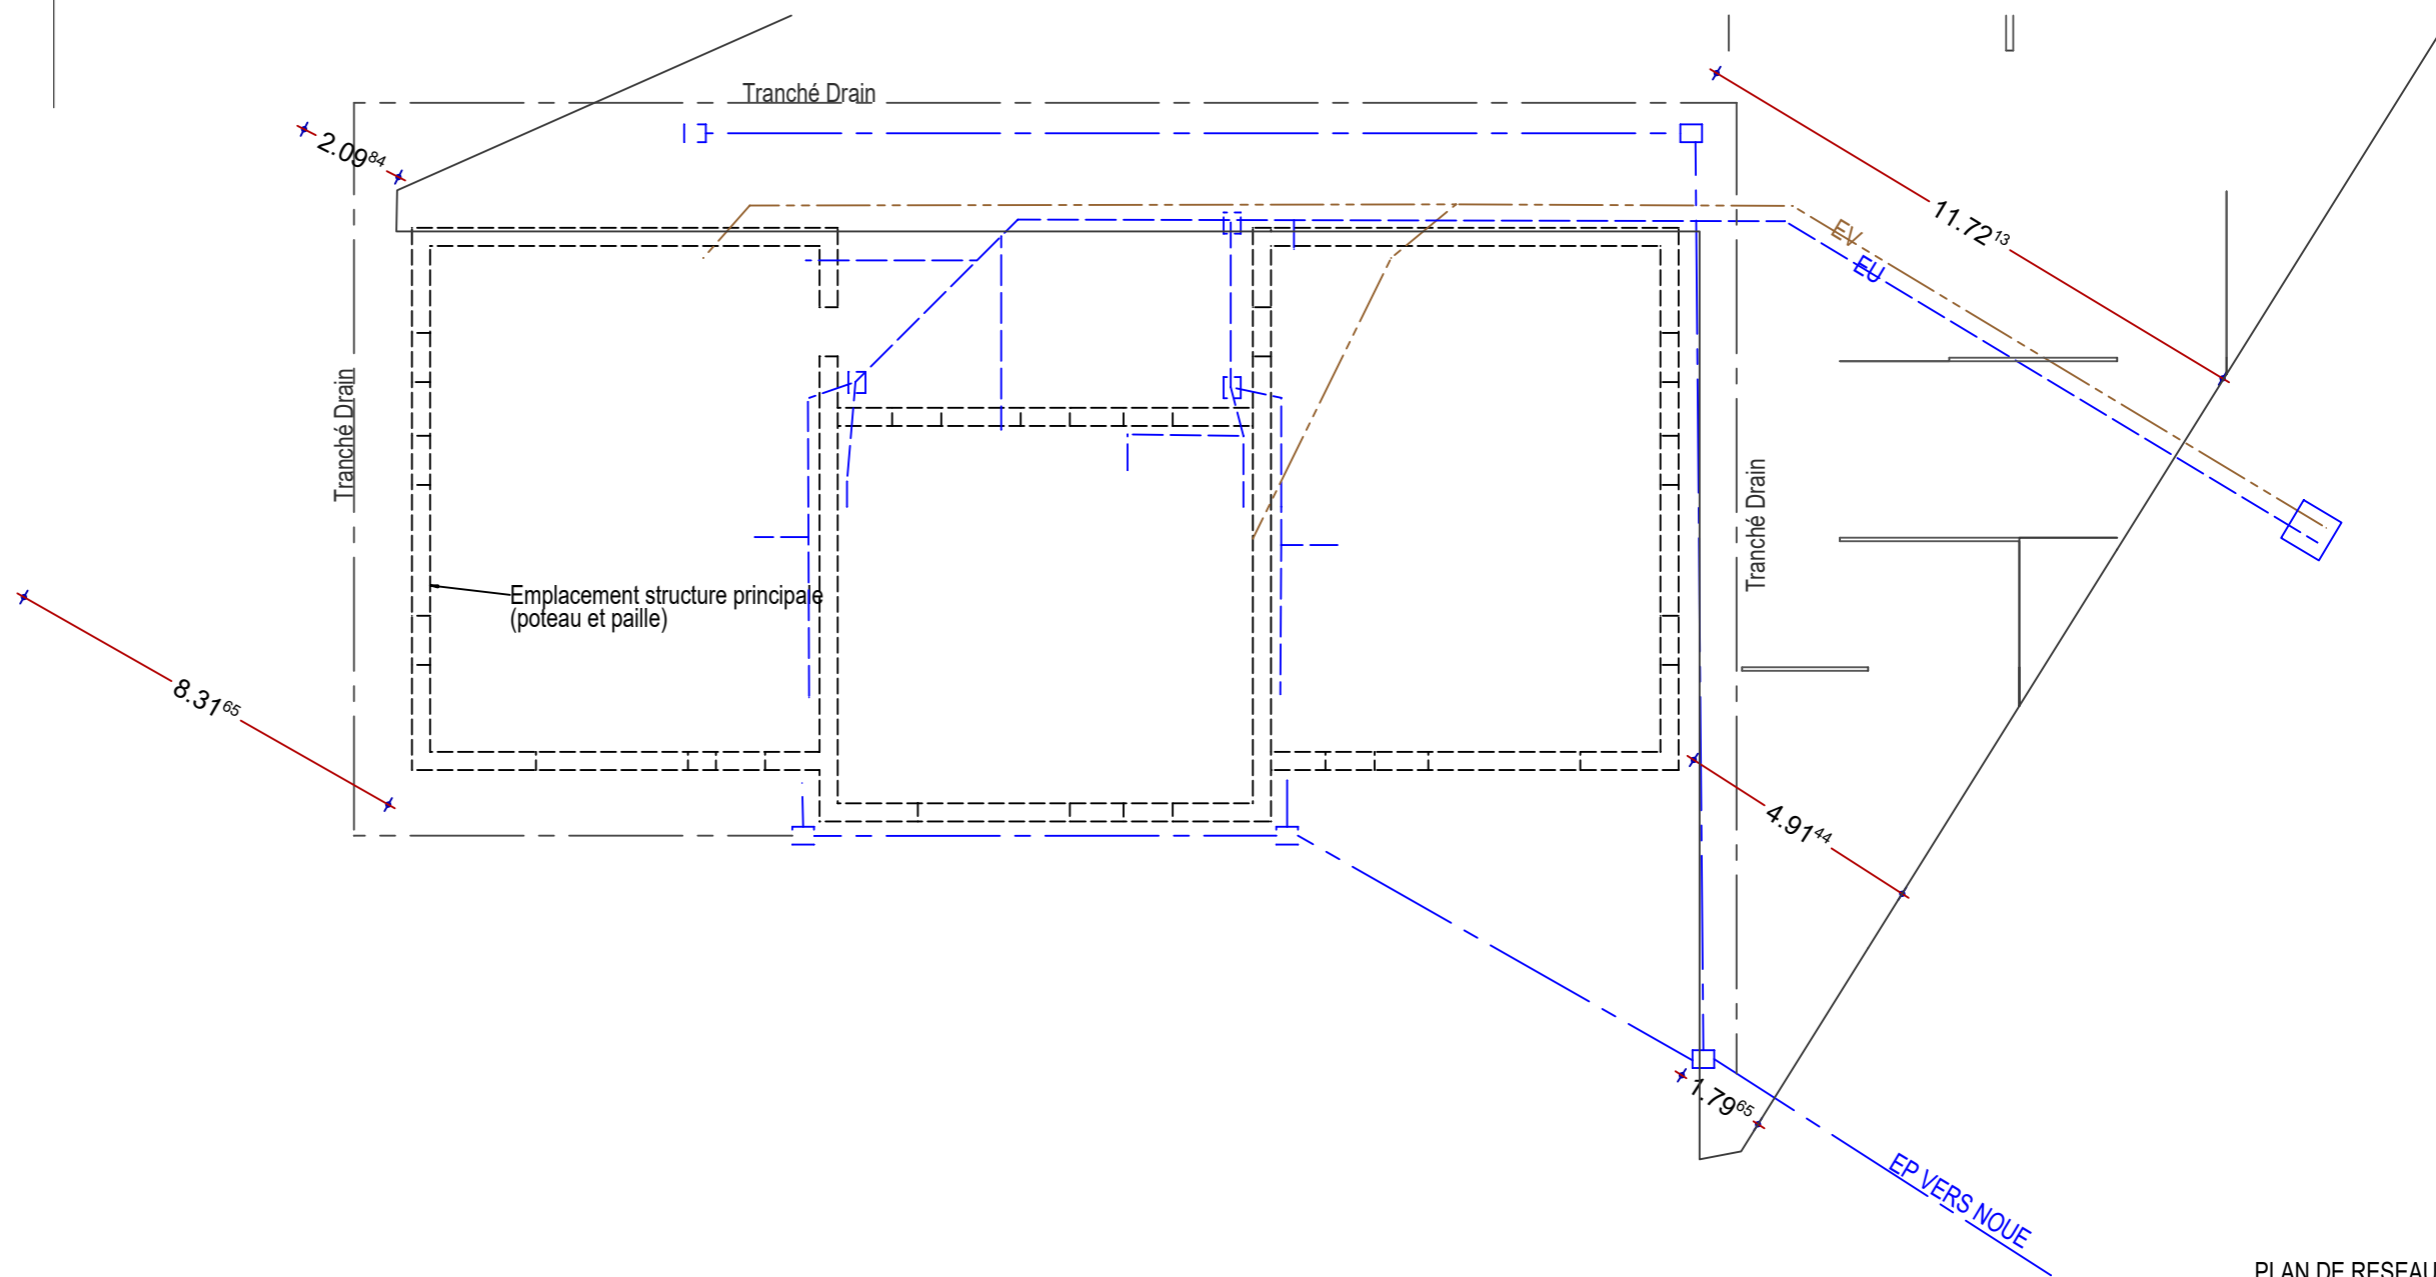 Tranché Drain
2.09⁸⁴
11.72¹³
EV
EU
Tranché Drain
Tranché Drain
Emplacement structure principale
(poteau et paille)
8.31⁶⁵
4.91⁴⁴
1.79⁶⁵
EP VERS NOUE
PLAN DE RESEAU